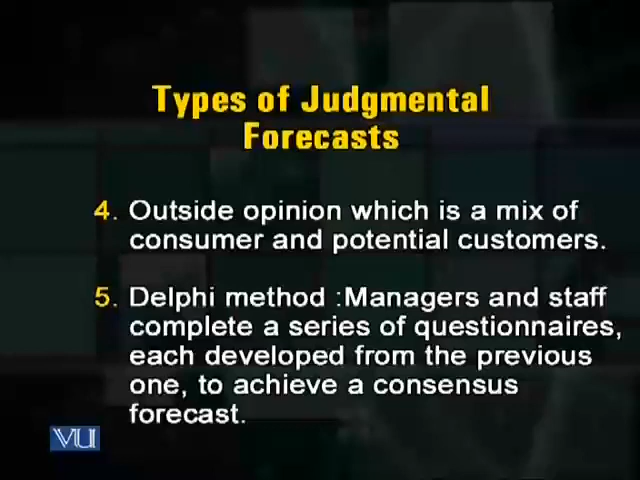 Types of Judgmental
Forecasts
4. Outside opinion which is a mix of
consumer and potential customers.
5. Delphi method :Managers and staff
complete a series of questionnaires,
each developed from the previous
one, to achieve a consensus
forecast.
VU